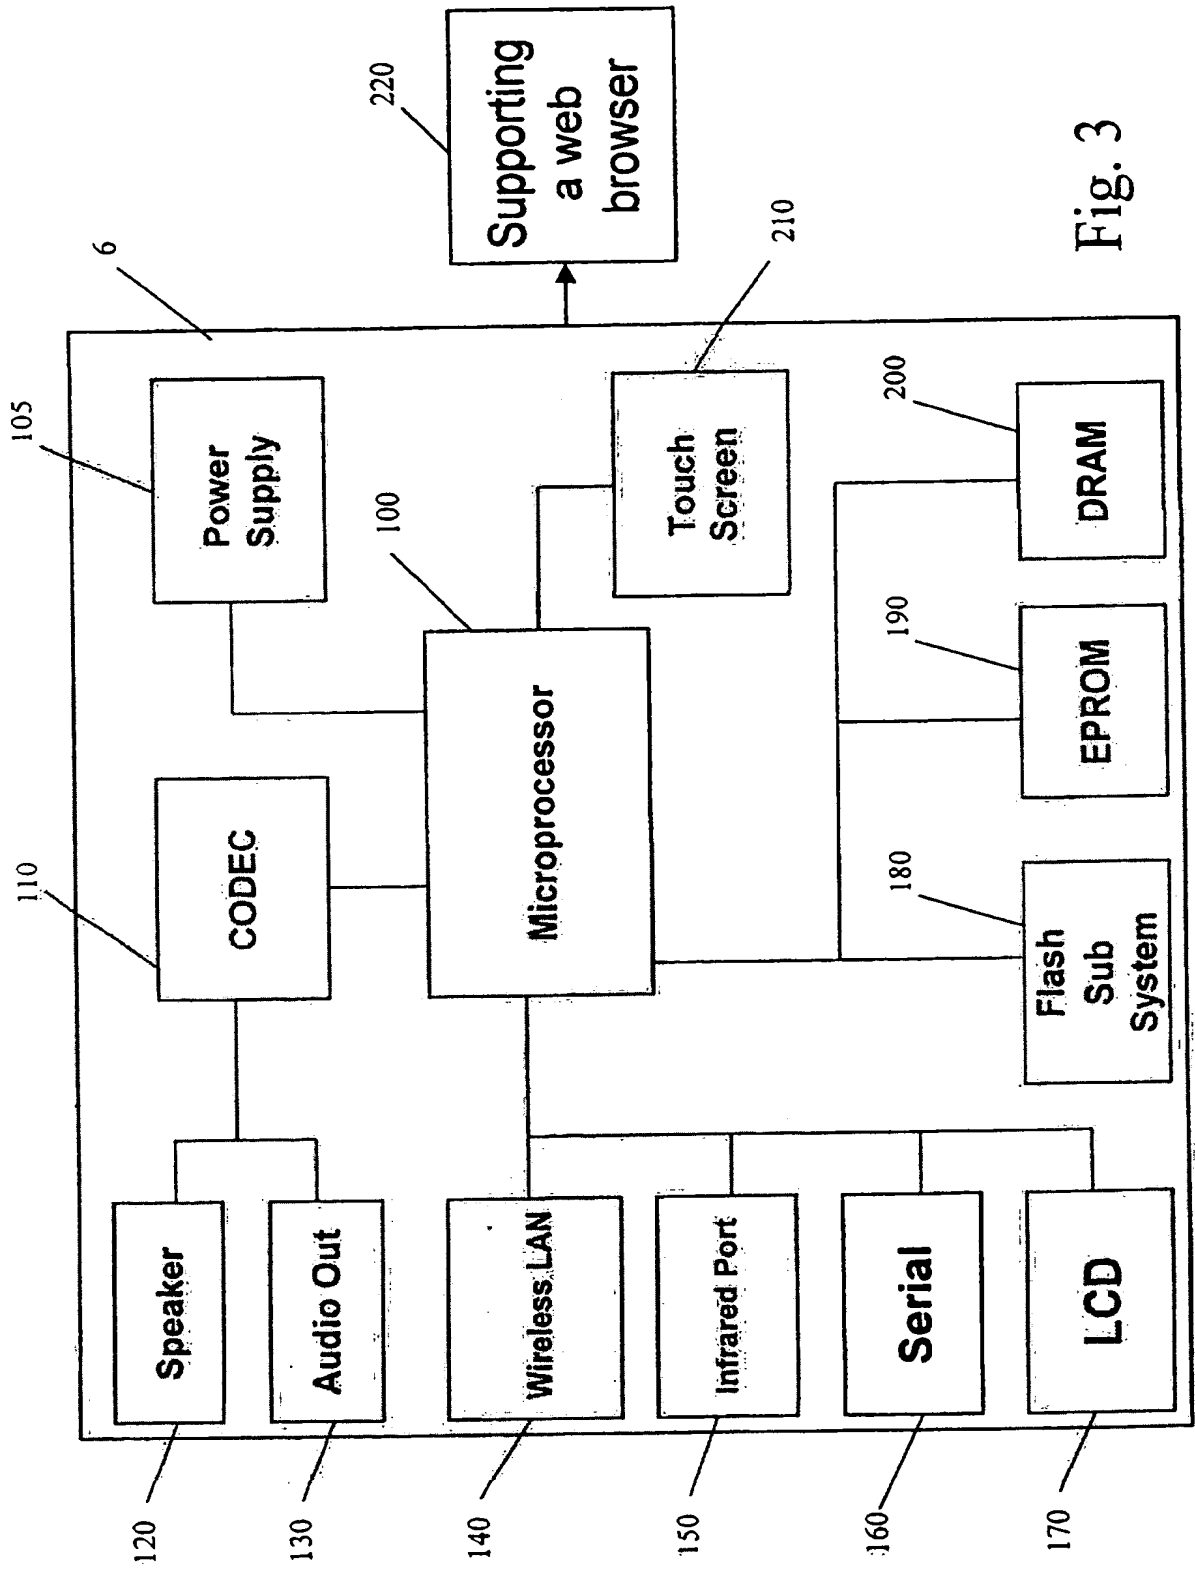 120
Speaker
130
Audio Out
140
Wireless LAN
150
Infrared Port
160
Serial
170
LCD
110
CODEC
100
Microprocessor
180
Flash
Sub
System
190
EPROM
200
DRAM
105
Power
Supply
210
Touch
Screen
6
220
Supporting
a web
browser
Fig. 3